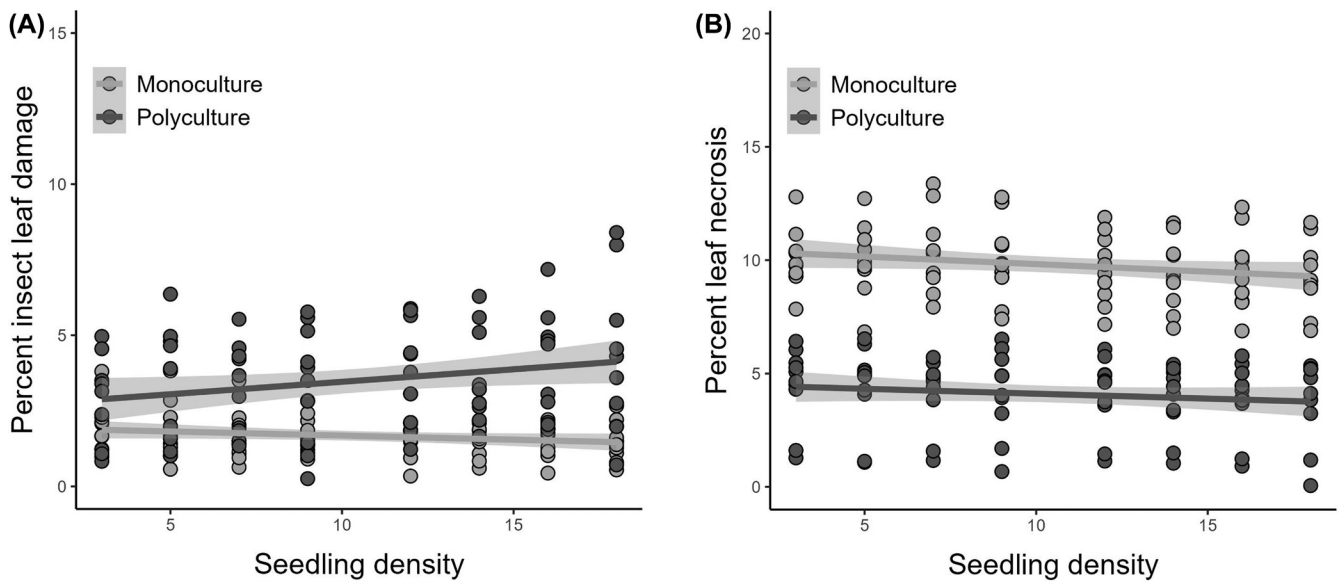 (A)
15
10
5
0
Percent insect leaf damage
Monoculture
Polyculture
5
10
15
Seedling density
(B)
20
15
10
5
0
Percent leaf necrosis
Monoculture
Polyculture
5
10
15
Seedling density